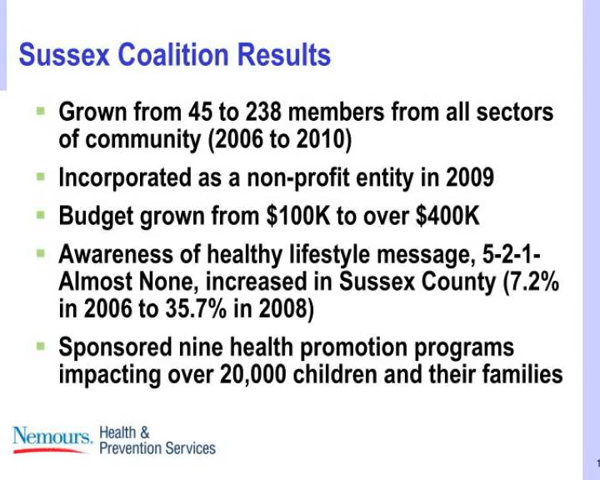 Sussex Coalition Results
Grown from 45 to 238 members from all sectors
of community (2006 to 2010)
Incorporated as a non-profit entity in 2009
Budget grown from $100K to over $400K
Awareness of healthy lifestyle message, 5-2-1-
Almost None, increased in Sussex County (7.2%
in 2006 to 35.7% in 2008)
Sponsored nine health promotion programs
impacting over 20,000 children and their families
Nemours. Health &
Prevention Services